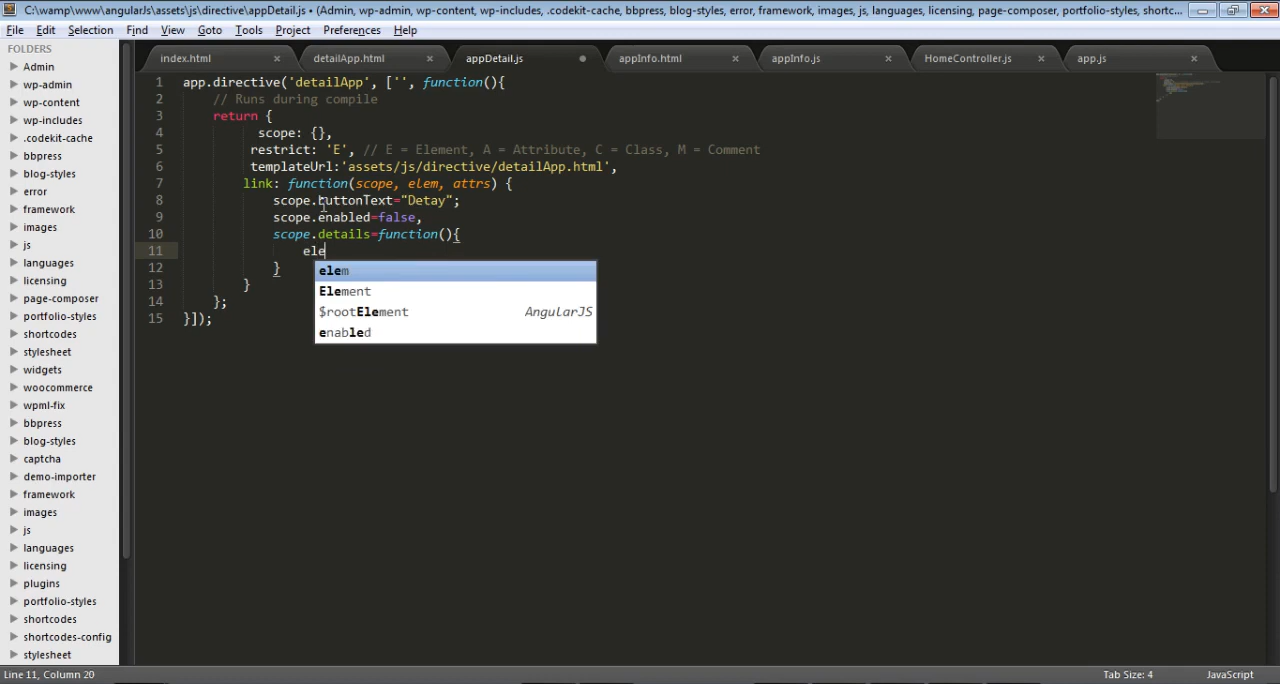 C:\wamp\www\angularJs\assets\js\directive\appDetail.js • (Admin, wp-admin, wp-content, wp-includes, .codekit-cache, bbpress, blog-styles, error, framework, images, js, languages, licensing, page-composer, portfolio-styles, shortc...
File Edit Selection Find View Goto Tools Project Preferences Help
FOLDERS
Admin
wp-admin
wp-content
wp-includes
.codekit-cache
bbpress
blog-styles
error
framework
images
js
languages
licensing
page-composer
portfolio-styles
shortcodes
stylesheet
widgets
woocommerce
wpml-fix
bbpress
blog-styles
captcha
demo-importer
framework
images
js
languages
licensing
plugins
portfolio-styles
shortcodes
shortcodes-config
stylesheet
index.html detailApp.html appDetail.js appInfo.html appInfo.js HomeController.js app.js
1 app.directive('detailApp', ['', function(){
2 // Runs during compile
3 return {
4 scope: {},
5 restrict: 'E', // E = Element, A = Attribute, C = Class, M = Comment
6 templateUrl:'assets/js/directive/detailApp.html',
7 link: function(scope, elem, attrs) {
8 scope.buttonText="Detay";
9 scope.enabled=false,
10 scope.details=function(){
11 ele
12 }
13 }
14 };
15 }]);
elem
Element
$rootElement AngularJS
enabled
Line 11, Column 20 Tab Size: 4 JavaScript